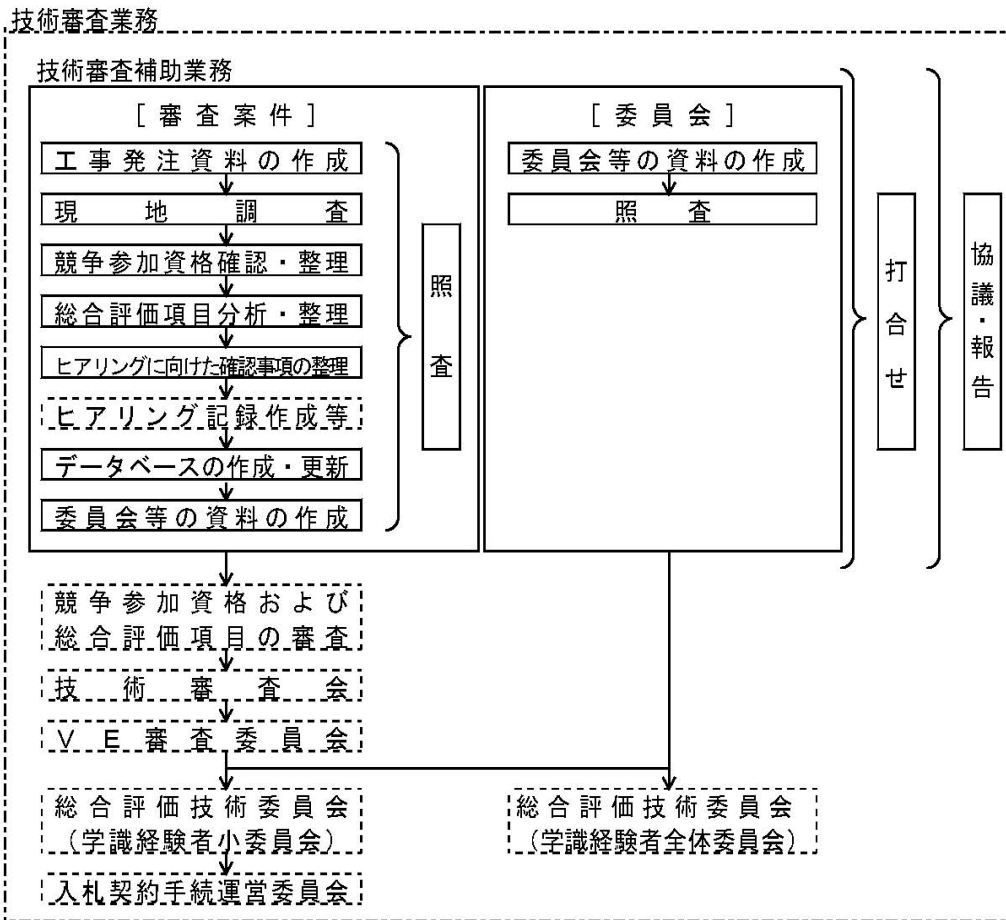 技術審査業務
技術審査補助業務
[審査案件]
工事発注資料の作成
現地調査
競争参加資格確認・整理
総合評価項目分析・整理
ヒアリングに向けた確認事項の整理
ヒアリング記録作成等
データベースの作成・更新
委員会等の資料の作成
照査
[委員会]
委員会等の資料の作成
照査
打合せ
協議・報告
競争参加資格および
総合評価項目の審査
技術審査会
VE審査委員会
総合評価技術委員会
(学識経験者小委員会)
入札契約手続運営委員会
総合評価技術委員会
(学識経験者全体委員会)